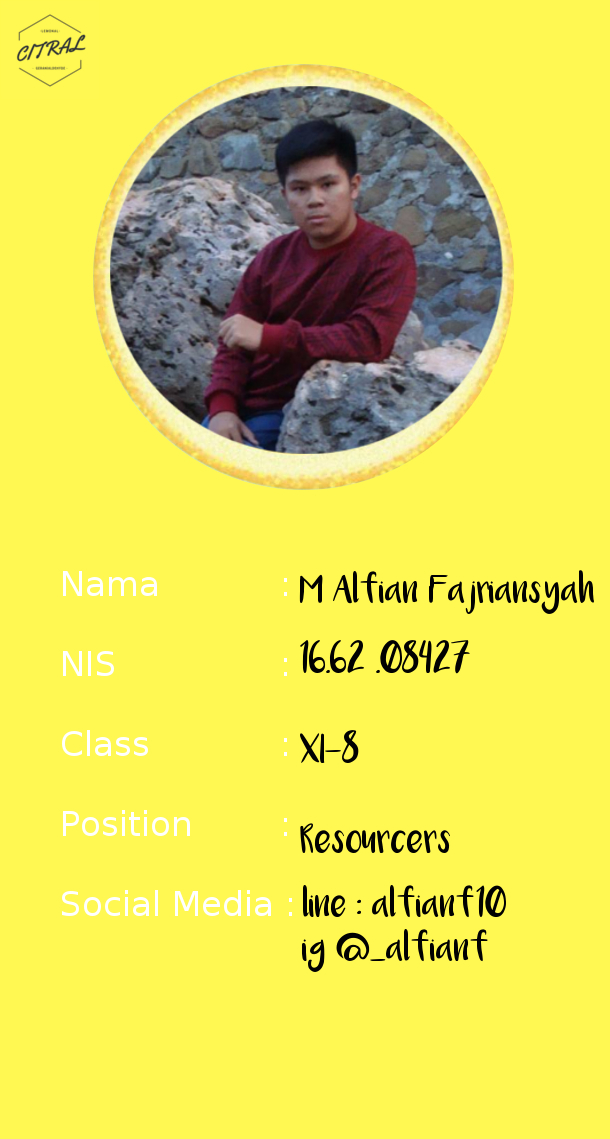 CITRAL
Nama : M Alfian Fajriansyah
NIS : 16.62 .08427
Class : XI-8
Position : Resourcers
Social Media : line : alfianf10
ig @_alfianf